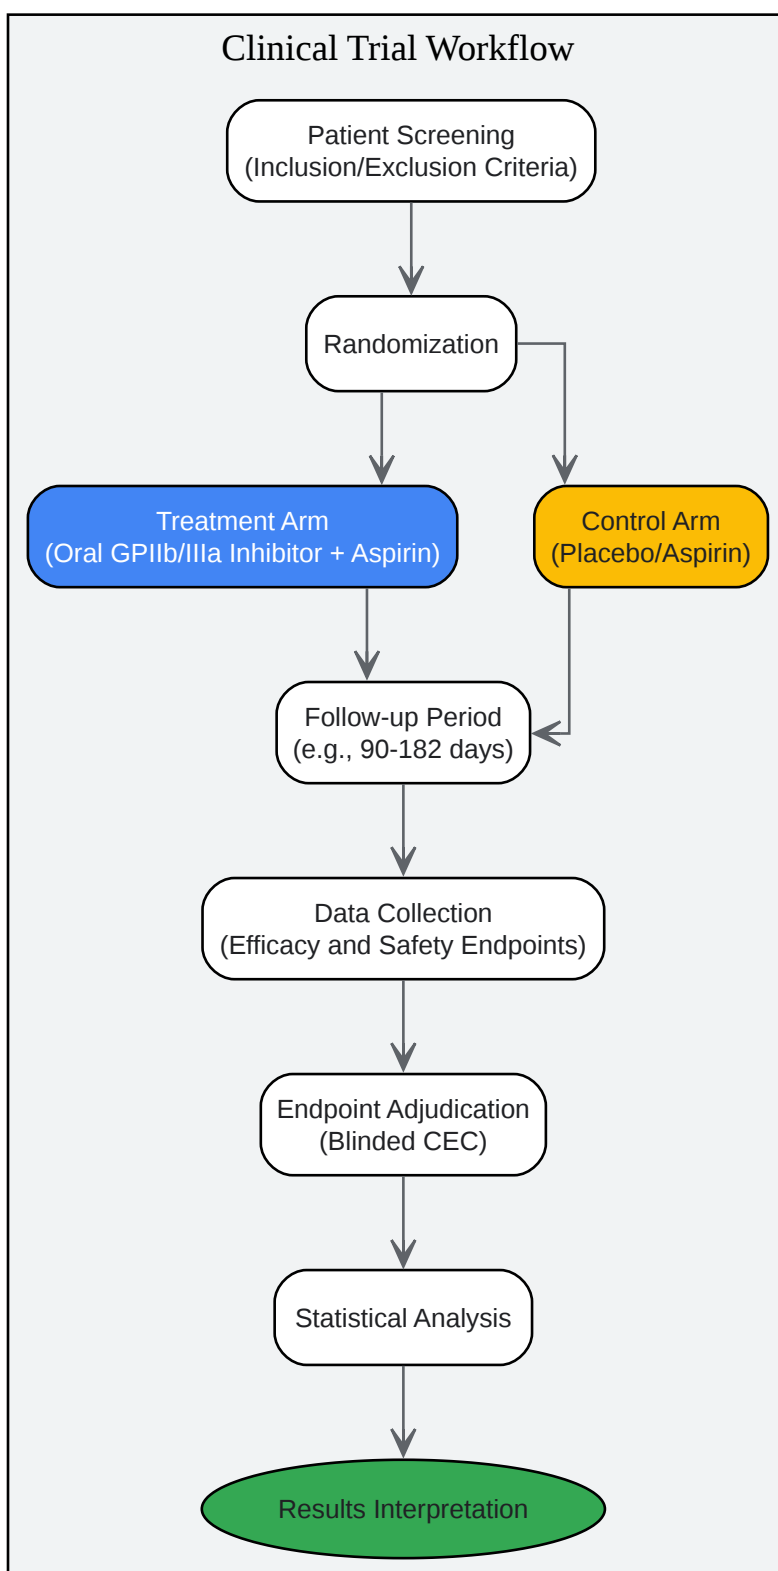 Clinical Trial Workflow
Patient Screening
(Inclusion/Exclusion Criteria)
Randomization
Treatment Arm
(Oral GPIIb/IIIa Inhibitor + Aspirin)
Control Arm
(Placebo/Aspirin)
Follow-up Period
(e.g., 90-182 days)
Data Collection
(Efficacy and Safety Endpoints)
Endpoint Adjudication
(Blinded CEC)
Statistical Analysis
Results Interpretation